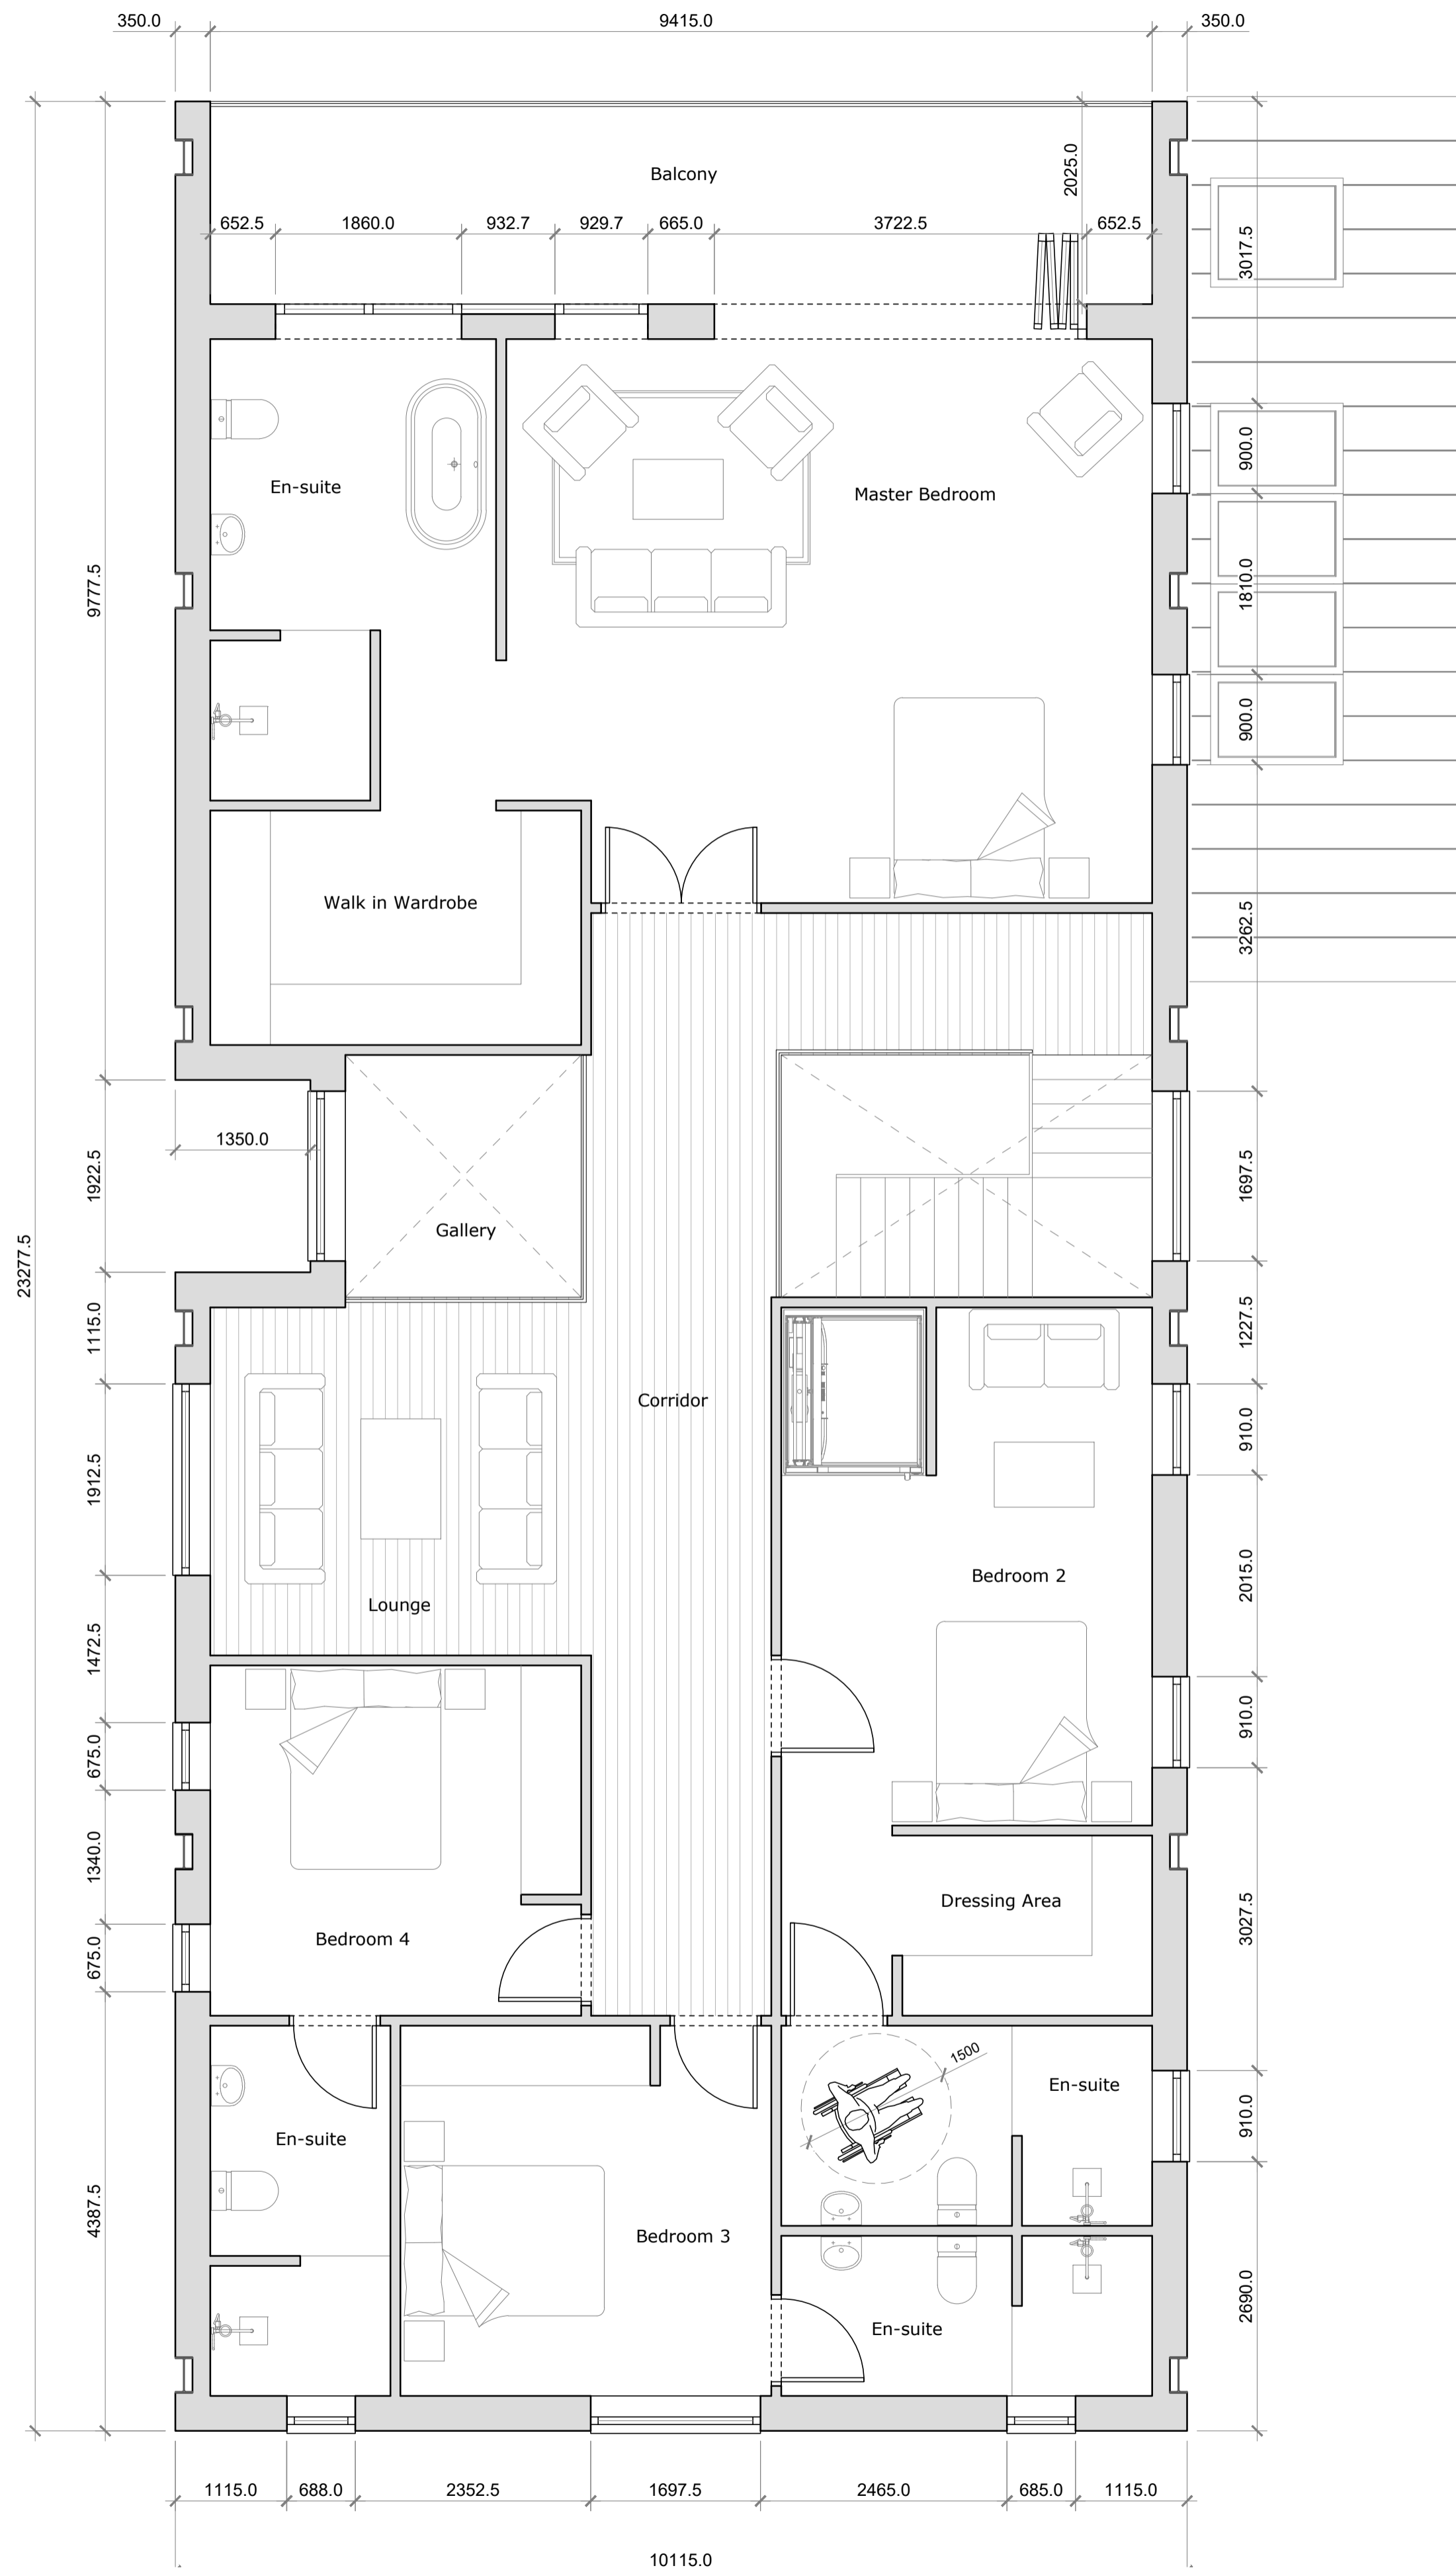 350.0 9415.0 350.0
Balcony
2025.0
652.5 1860.0 932.7 929.7 665.0 3722.5 652.5
3017.5
En-suite
Master Bedroom
900.0
9777.5
1810.0
900.0
Walk in Wardrobe
3262.5
1350.0
1922.5
1697.5
Gallery
23277.5
1115.0
1227.5
Corridor
910.0
1912.5
Bedroom 2
2015.0
Lounge
1472.5
910.0
675.0
1340.0
Dressing Area
3027.5
Bedroom 4
675.0
1500
En-suite
910.0
En-suite
4387.5
Bedroom 3
2690.0
En-suite
1115.0 688.0 2352.5 1697.5 2465.0 685.0 1115.0
10115.0